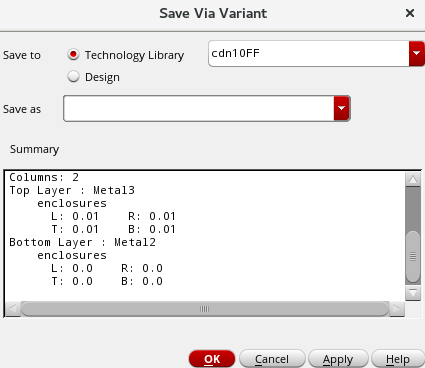 Save Via Variant
Save to
Technology Library
cdn10FF
Design
Save as
Summary
Columns: 2
Top Layer : Metal3
enclosures
L: 0.01 R: 0.01
T: 0.01 B: 0.01
Bottom Layer : Metal2
enclosures
L: 0.0 R: 0.0
T: 0.0 B: 0.0
OK Cancel Apply Help